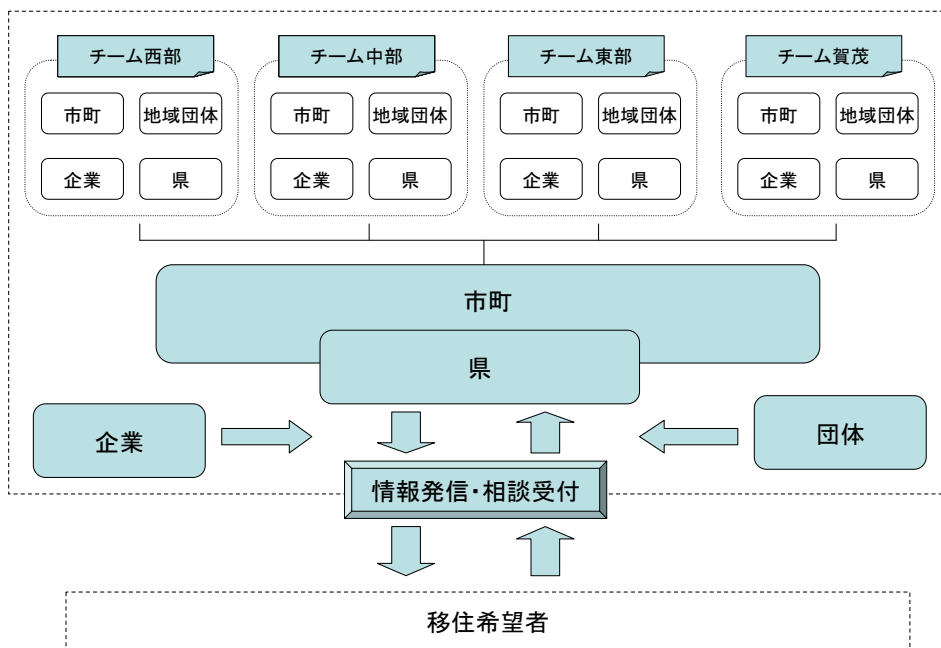 チーム西部
チーム中部
チーム東部
チーム賀茂
市町 地域団体
企業 県
市町 地域団体
企業 県
市町 地域団体
企業 県
市町 地域団体
企業 県
市町
県
企業
団体
情報発信・相談受付
移住希望者